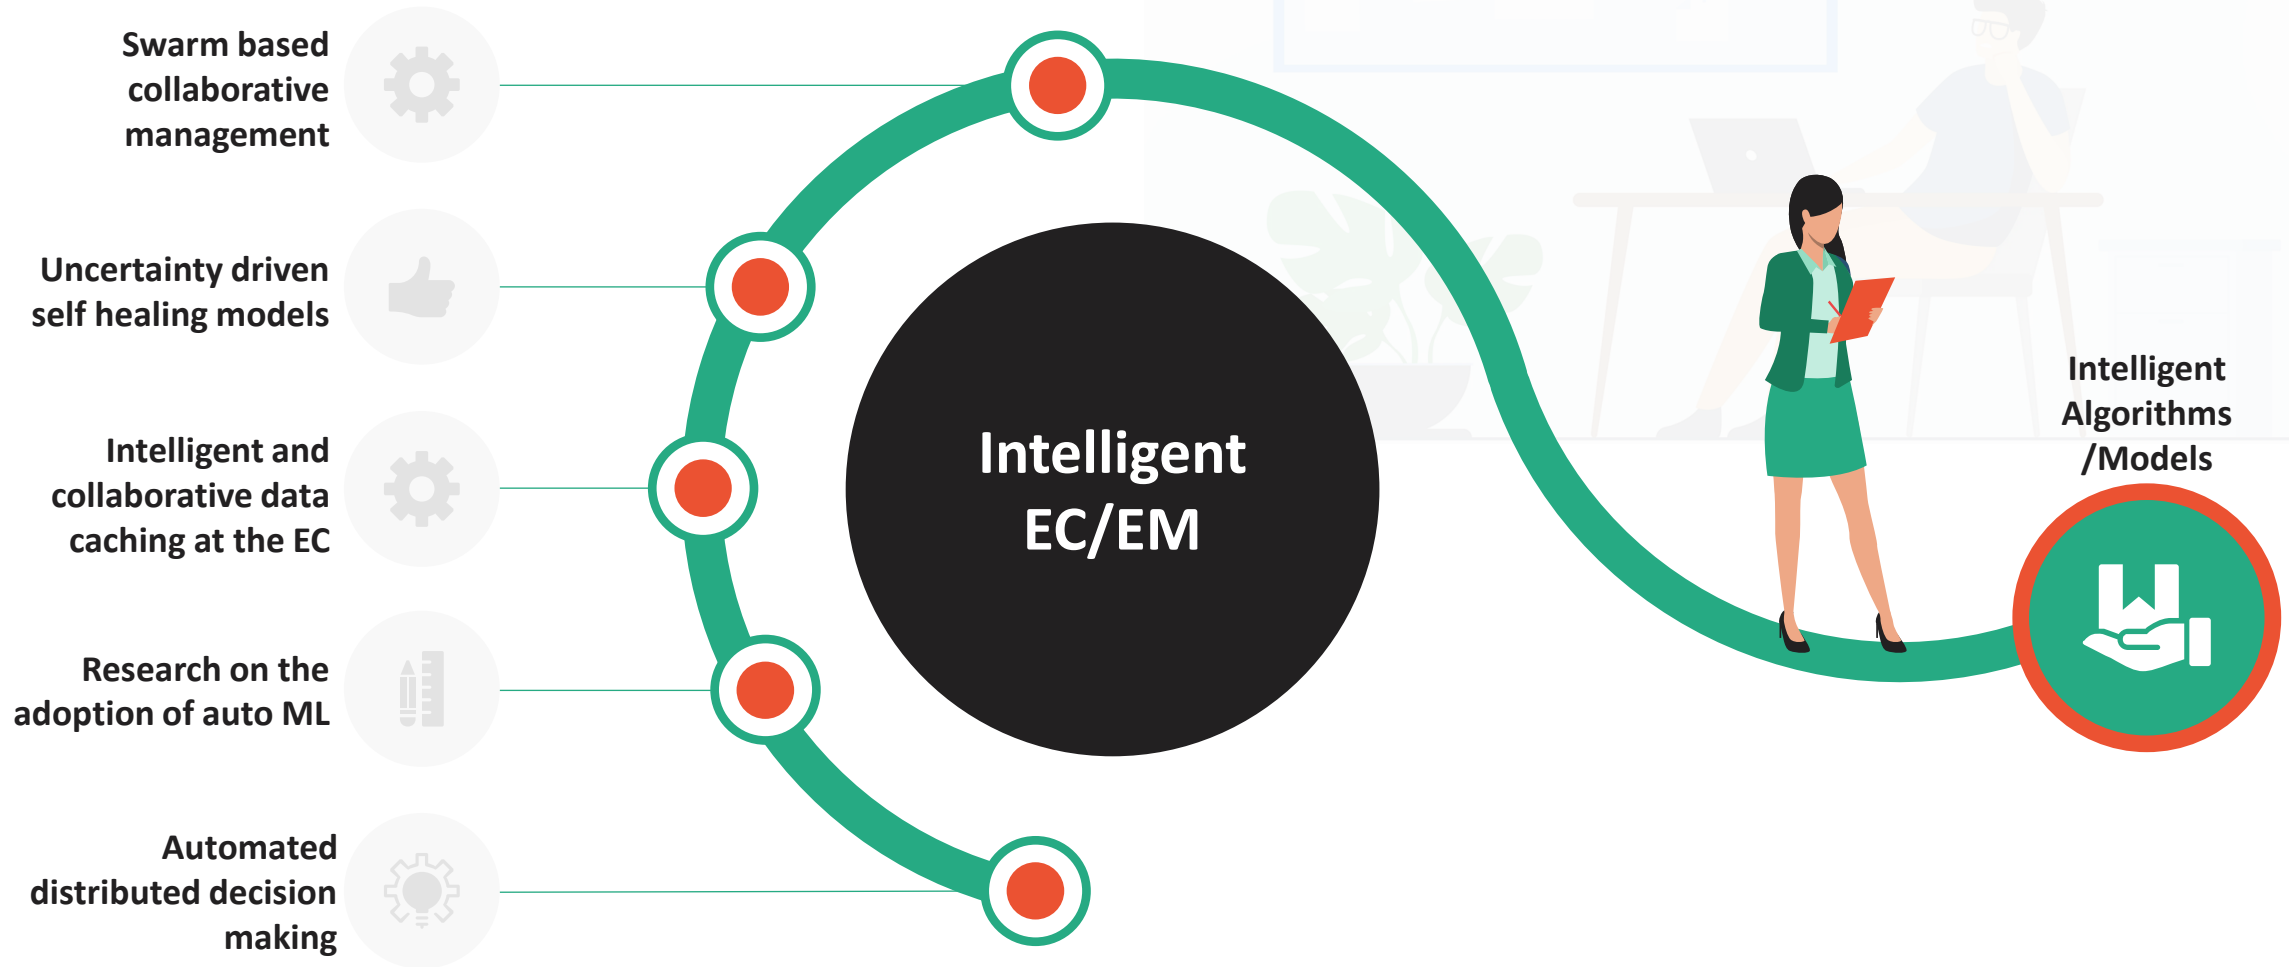 Swarm based
collaborative
management
Uncertainty driven
self healing models
Intelligent and
collaborative data
caching at the EC
Research on the
adoption of auto ML
Automated
distributed decision
making
Intelligent
EC/EM
Intelligent
Algorithms
/Models